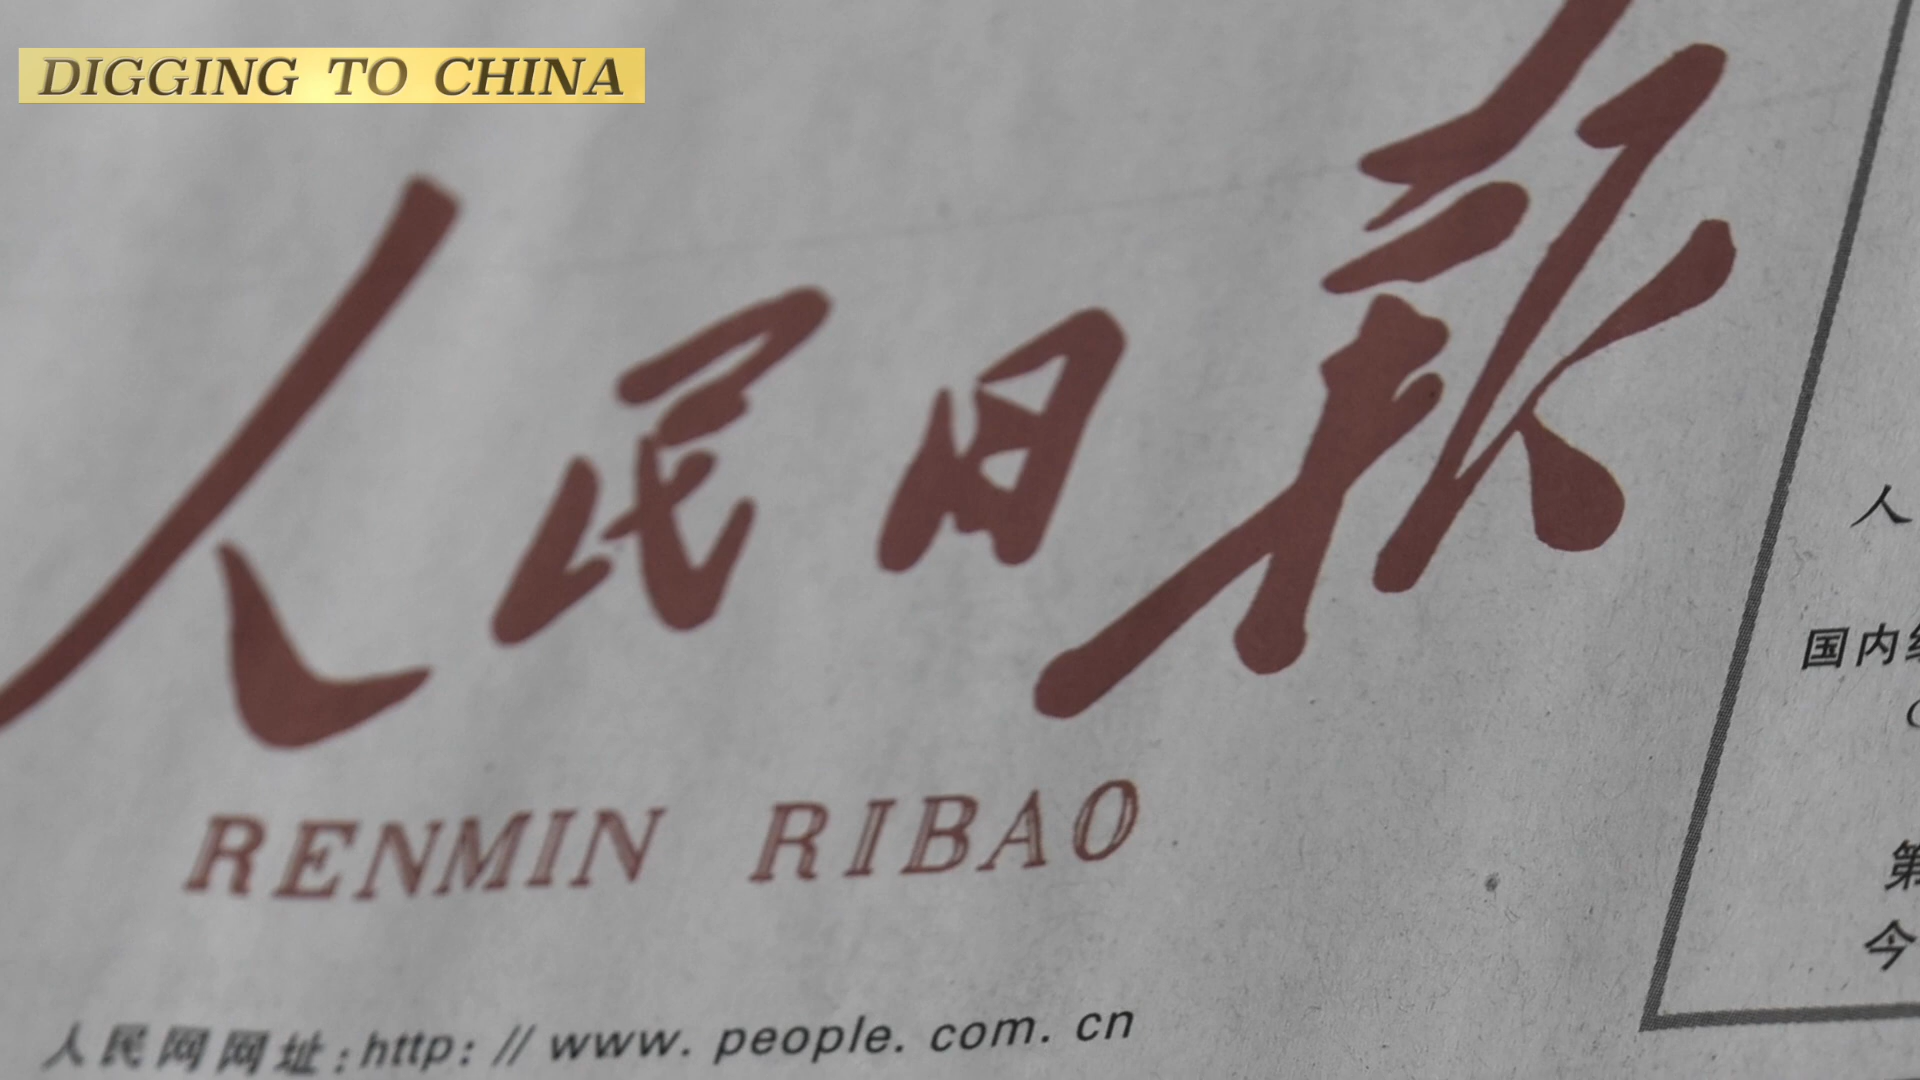 DIGGING TO CHINA
人民日报
RENMIN RIBAO
人民网网址:http://www.people.com.cn
人
国内
第
今